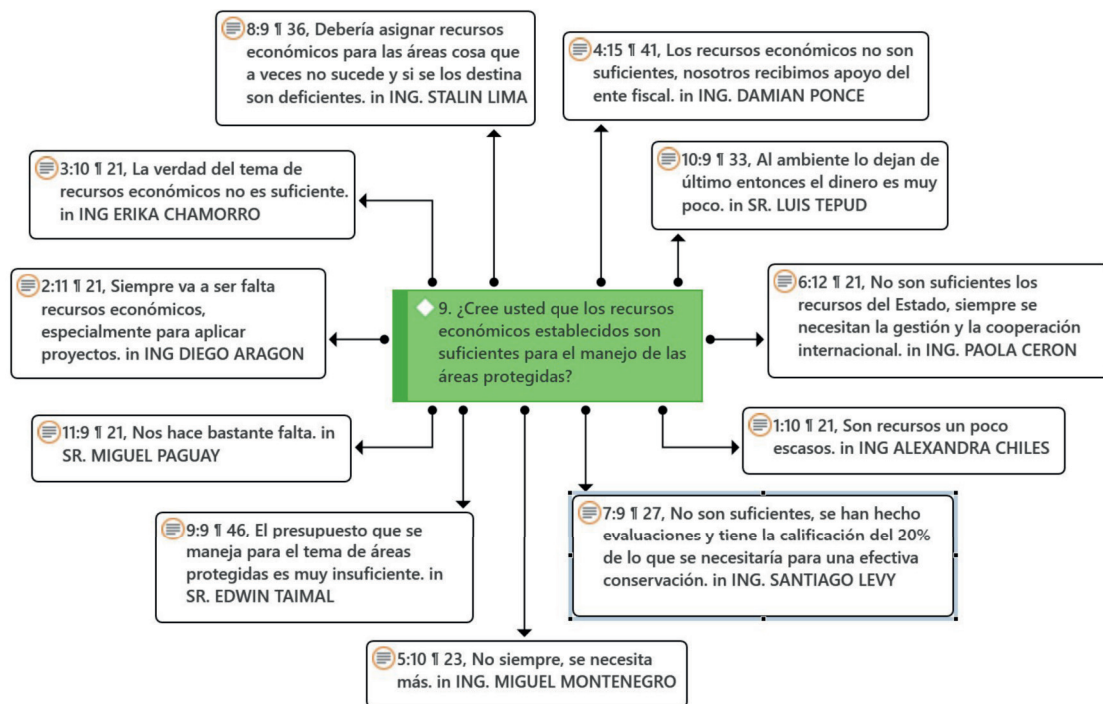 8:9 ¶ 36, Debería asignar recursos
económicos para las áreas cosa que
a veces no sucede y si se los destina
son deficientes. in ING. STALIN LIMA
4:15 ¶ 41, Los recursos económicos no son
suficientes, nosotros recibimos apoyo del
ente fiscal. in ING. DAMIAN PONCE
3:10 ¶ 21, La verdad del tema de
recursos económicos no es suficiente.
in ING ERIKA CHAMORRO
10:9 ¶ 33, Al ambiente lo dejan de
último entonces el dinero es muy
poco. in SR. LUIS TEPUD
2:11 ¶ 21, Siempre va a ser falta
recursos económicos,
especialmente para aplicar
proyectos. in ING DIEGO ARAGON
9. ¿Cree usted que los recursos
económicos establecidos son
suficientes para el manejo de las
áreas protegidas?
6:12 ¶ 21, No son suficientes los
recursos del Estado, siempre se
necesitan la gestión y la cooperación
internacional. in ING. PAOLA CERON
11:9 ¶ 21, Nos hace bastante falta. in
SR. MIGUEL PAGUAY
1:10 ¶ 21, Son recursos un poco
escasos. in ING ALEXANDRA CHILES
9:9 ¶ 46, El presupuesto que se
maneja para el tema de áreas
protegidas es muy insuficiente. in
SR. EDWIN TAIMAL
7:9 ¶ 27, No son suficientes, se han hecho
evaluaciones y tiene la calificación del 20%
de lo que se necesitaría para una efectiva
conservación. in ING. SANTIAGO LEVY
5:10 ¶ 23, No siempre, se necesita
más. in ING. MIGUEL MONTENEGRO